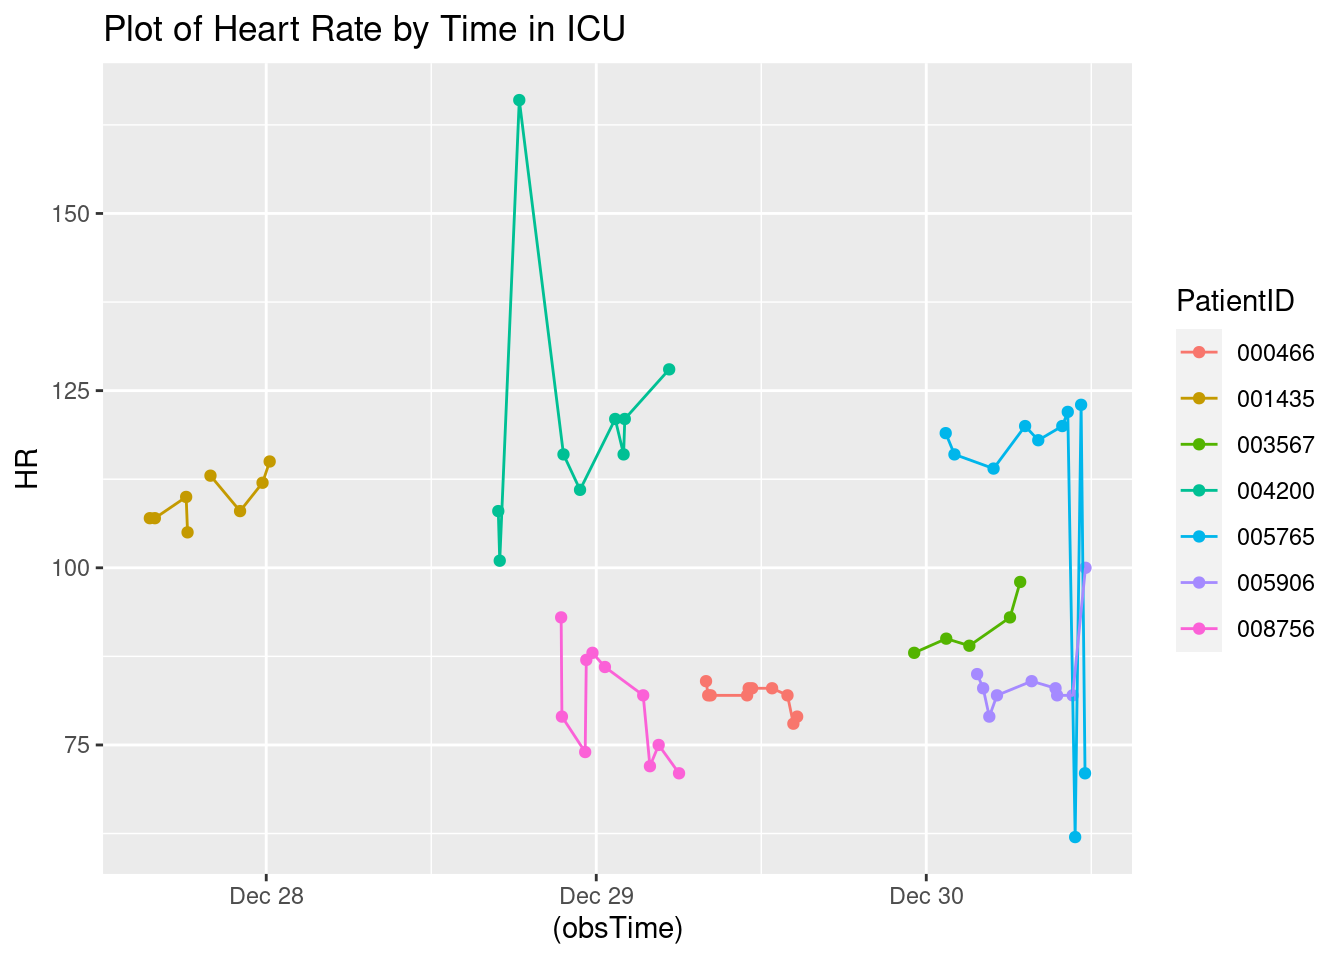 Plot of Heart Rate by Time in ICU
HR
150
125
100
75
Dec 28
Dec 29
Dec 30
(obsTime)
PatientID
000466
001435
003567
004200
005765
005906
008756